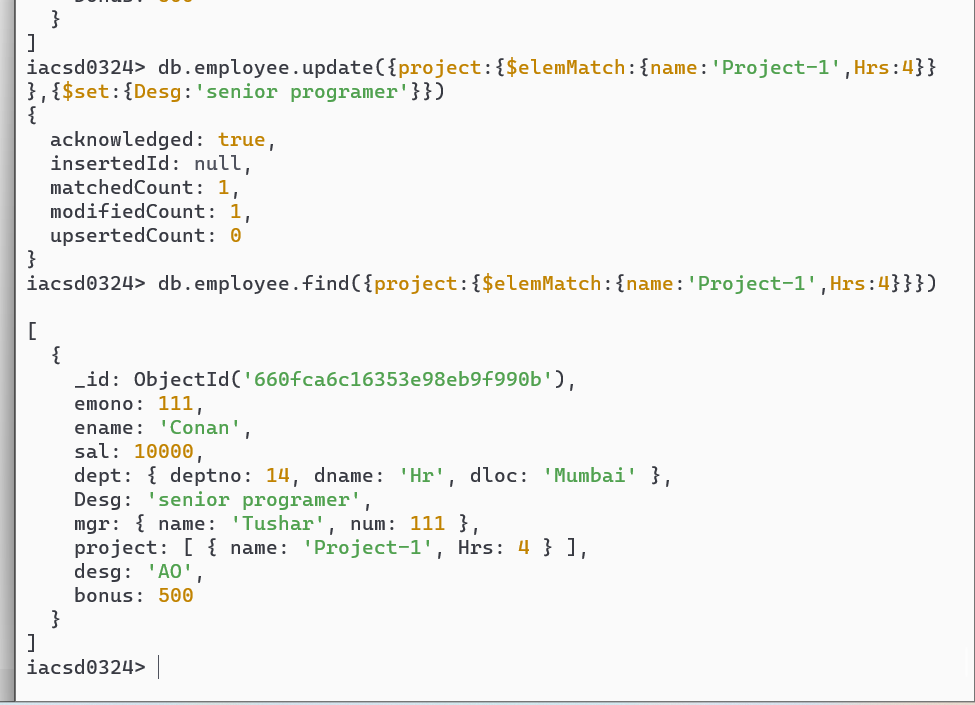 }
]
iacsd0324> db.employee.update({project:{$elemMatch:{name:'Project-1',Hrs:4}}
},{$set:{Desg:'senior programer'}})
{
  acknowledged: true,
  insertedId: null,
  matchedCount: 1,
  modifiedCount: 1,
  upsertedCount: 0
}
iacsd0324> db.employee.find({project:{$elemMatch:{name:'Project-1',Hrs:4}}})
[
  {
    _id: ObjectId('660fca6c16353e98eb9f990b'),
    emono: 111,
    ename: 'Conan',
    sal: 10000,
    dept: { deptno: 14, dname: 'Hr', dloc: 'Mumbai' },
    Desg: 'senior programer',
    mgr: { name: 'Tushar', num: 111 },
    project: [ { name: 'Project-1', Hrs: 4 } ],
    desg: 'AO',
    bonus: 500
  }
]
iacsd0324>